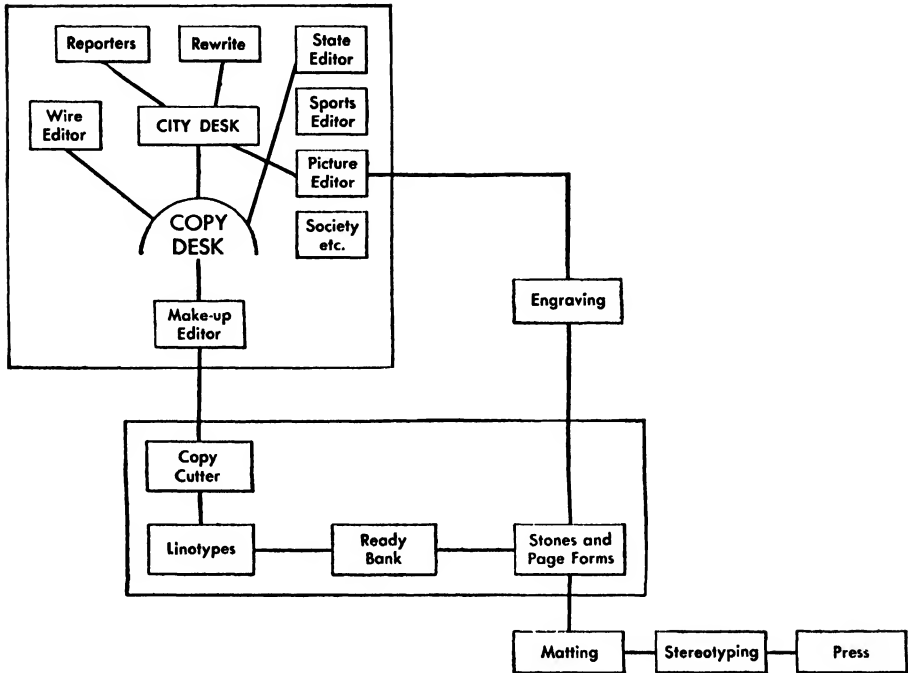 Reporters
Rewrite
State
Editor
Wire
Editor
CITY DESK
Sports
Editor
Picture
Editor
COPY
DESK
Society
etc.
Make-up
Editor
Engraving
Copy
Cutter
Linotypes
Ready
Bank
Stones and
Page Forms
Matting
Stereotyping
Press